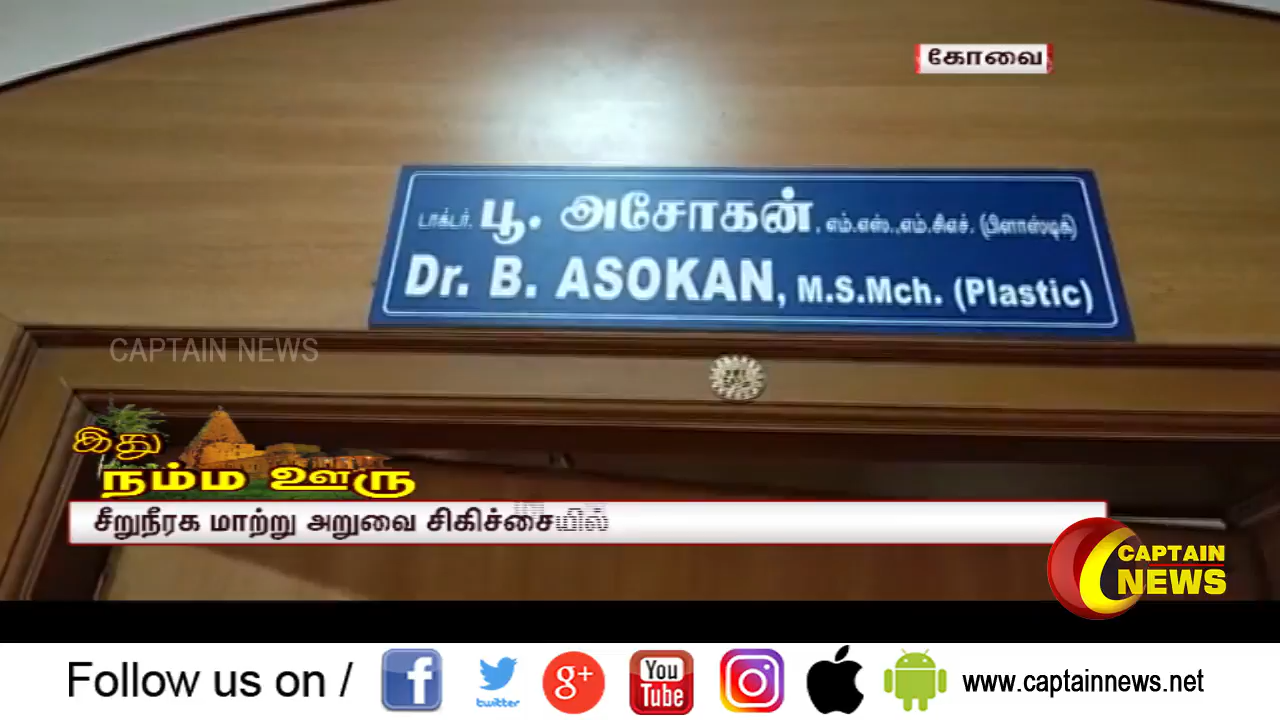 கோவை
டாக்டர். பூ. அசோகன், எம்.எஸ்.,எம்.சிஎச். (பிளாஸ்டிக்)
Dr. B. ASOKAN, M.S.Mch. (Plastic)
CAPTAIN NEWS
இது
நம்ம ஊரு
சீறுநீரக மாற்று அறுவை சிகிச்சையில்
CAPTAIN
NEWS
Follow us on /
twitter
g+
You
Tube
www.captainnews.net